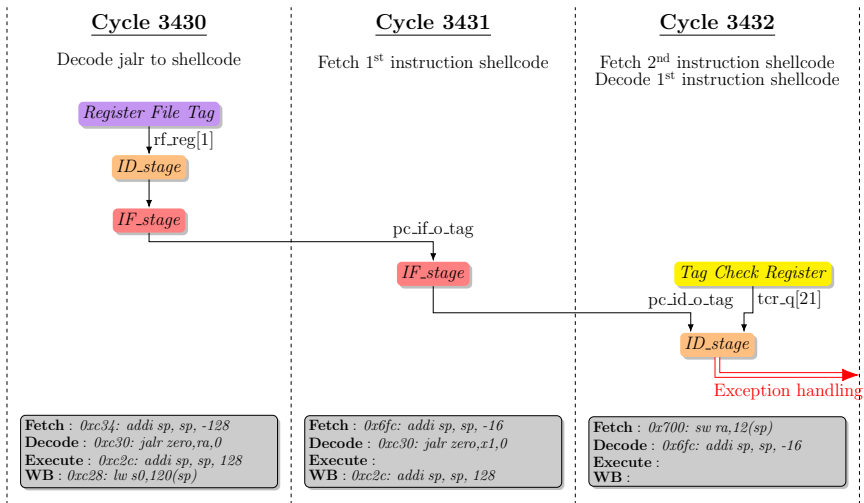 Cycle 3430
Decode jalr to shellcode
Register File Tag
rf_reg[1]
ID_stage
IF_stage
Fetch : 0xc34: addi sp, sp, -128
Decode : 0xc30: jalr zero,ra,0
Execute : 0xc2c: addi sp, sp, 128
WB : 0xc28: lw s0,120(sp)
Cycle 3431
Fetch 1st instruction shellcode
pc_if_o_tag
IF_stage
Fetch : 0x6fc: addi sp, sp, -16
Decode : 0xc30: jalr zero,x1,0
Execute :
WB : 0xc2c: addi sp, sp, 128
Cycle 3432
Fetch 2nd instruction shellcode
Decode 1st instruction shellcode
Tag Check Register
pc_id_o_tag
tcr_q[21]
ID_stage
Exception handling
Fetch : 0x700: sw ra,12(sp)
Decode : 0x6fc: addi sp, sp, -16
Execute :
WB :